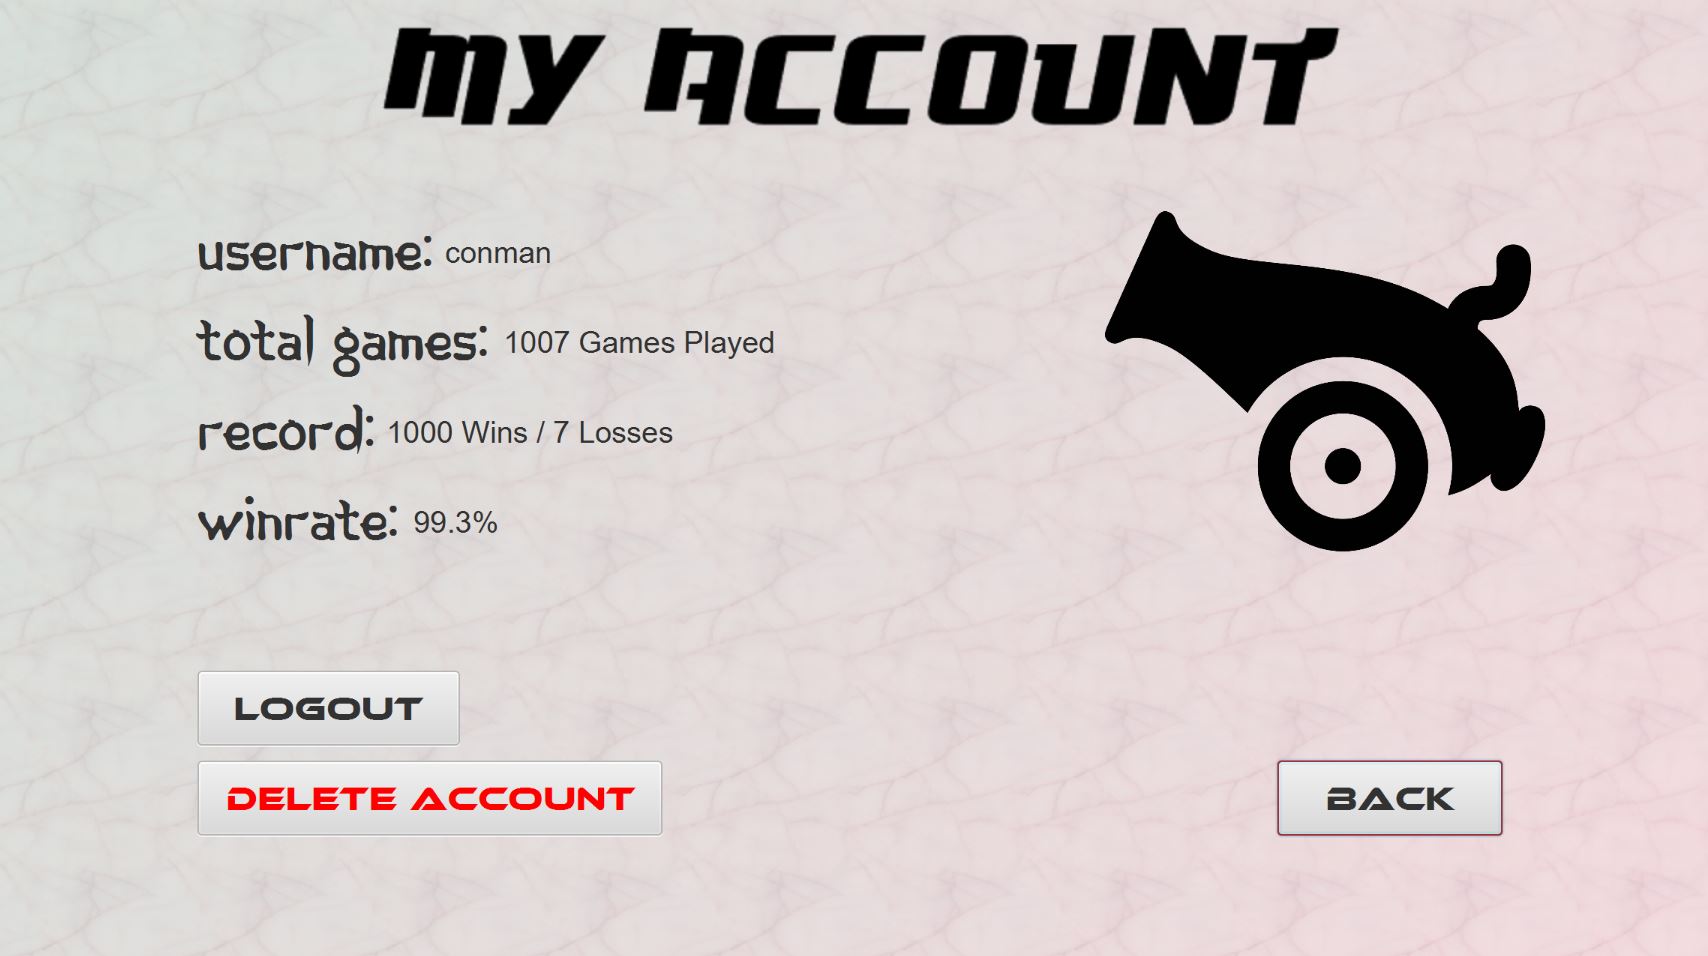 MY ACCOUNT
username: conman
total games: 1007 Games Played
record: 1000 Wins / 7 Losses
winrate: 99.3%
LOGOUT
DELETE ACCOUNT
BACK